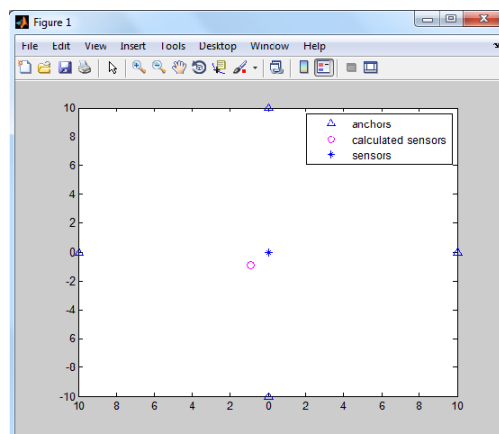 Figure 1
File Edit View Insert Tools Desktop Window Help
10
8
6
4
2
0
-2
-4
-6
-0
-10
10 8 6 4 2 0 2 4 6 8 10
anchors
calculated sensors
sensors